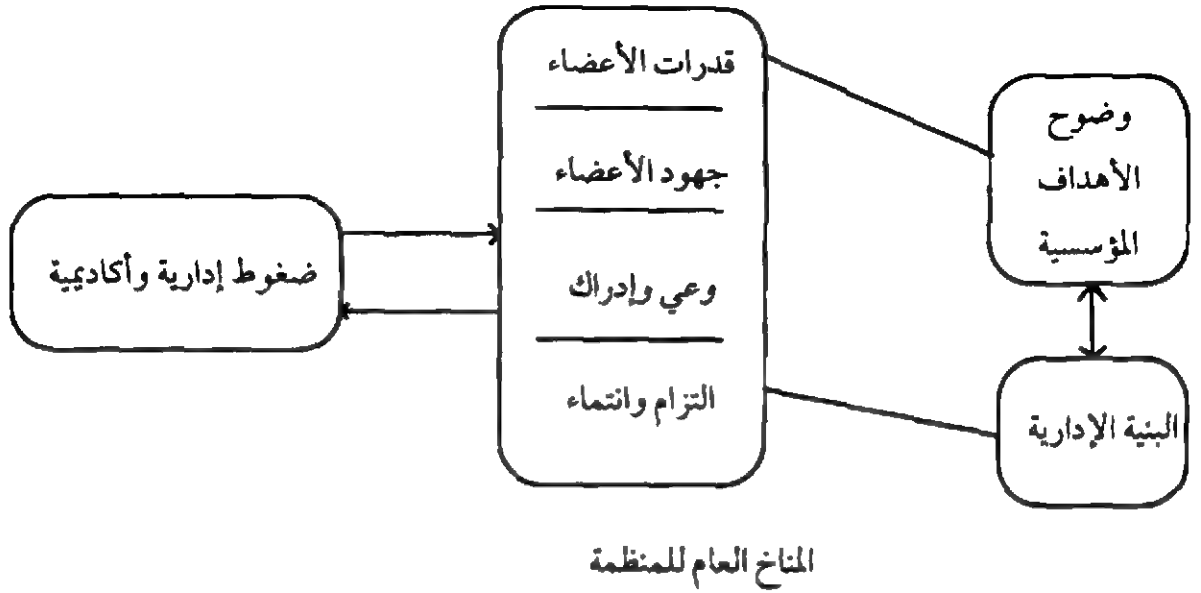 وضوح
الأهداف
المؤسسية
البنية الإدارية
قدرات الأعضاء
جهود الأعضاء
وعي وإدراك
التزام وانتماء
ضغوط إدارية وأكاديمية
المناخ العام للمنظمة